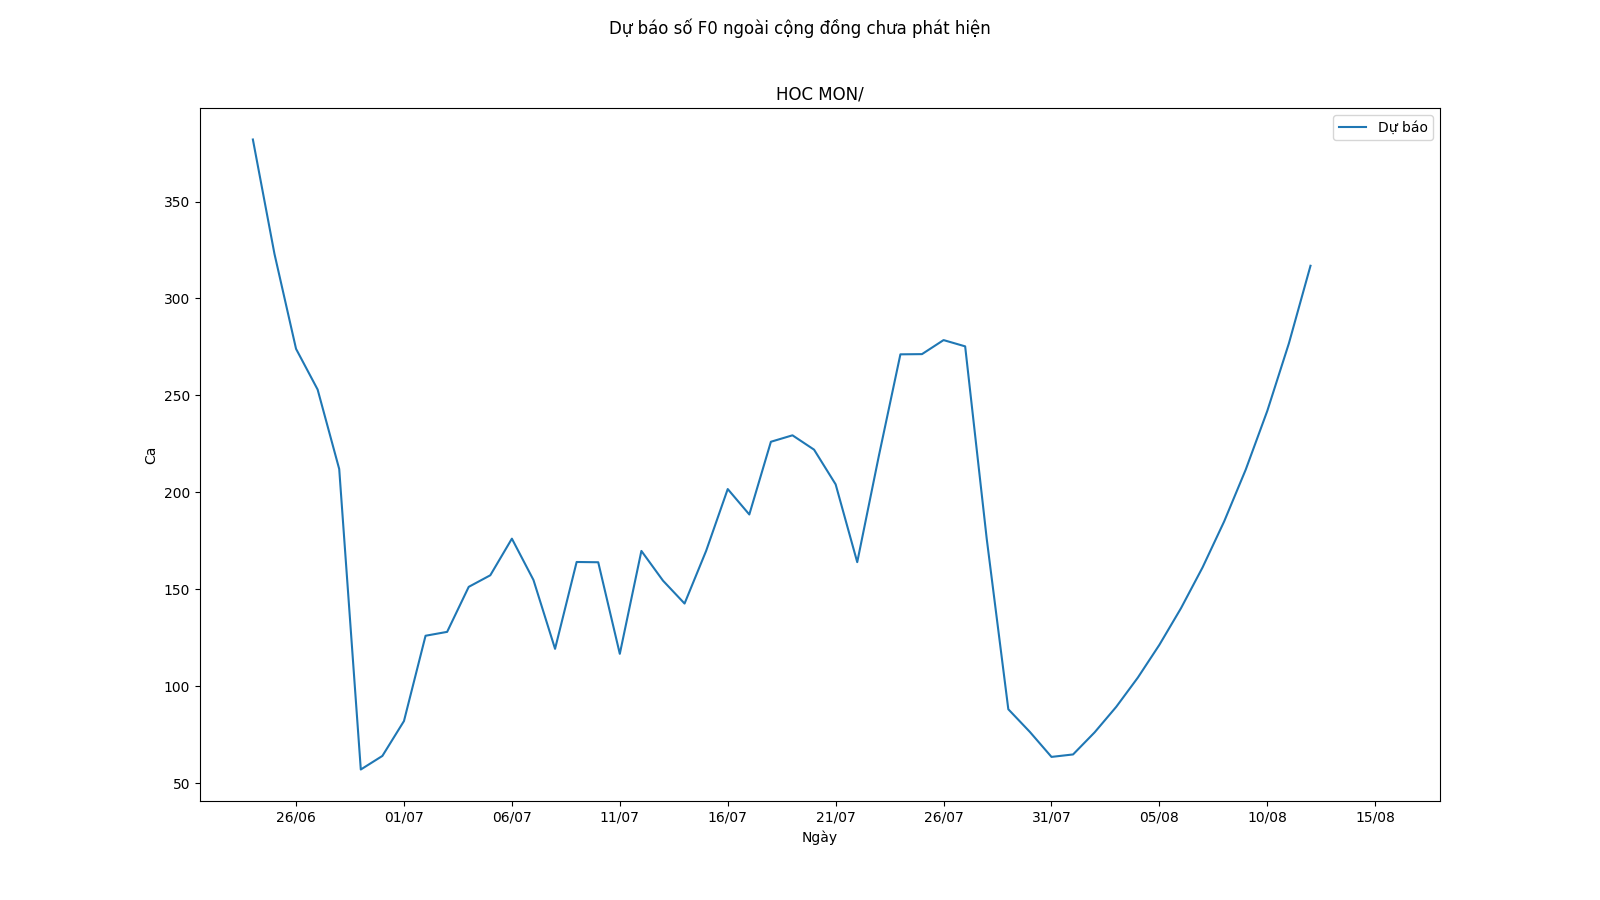 Dự báo số F0 ngoài cộng đồng chưa phát hiện
HOC MON/
Dự báo
350
300
250
200
150
100
50
Ca
26/06 01/07 06/07 11/07 16/07 21/07 26/07 31/07 05/08 10/08 15/08
Ngày